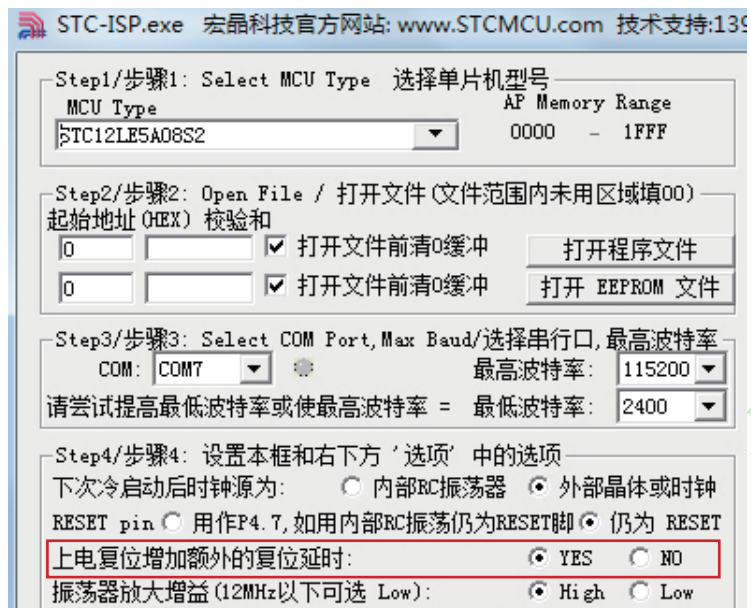 STC-ISP.exe 宏晶科技官方网站: www.STCMCU.com 技术支持:139
Step1/步骤1: Select MCU Type 选择单片机型号
MCU Type AP Memory Range
STC12LE5A08S2 0000 - 1FFF
Step2/步骤2: Open File / 打开文件(文件范围内未用区域填00)
起始地址(HEX) 校验和
0 打开文件前清0缓冲 打开程序文件
0 打开文件前清0缓冲 打开 EEPROM 文件
Step3/步骤3: Select COM Port,Max Baud/选择串行口,最高波特率
COM: COM7 最高波特率: 115200
请尝试提高最低波特率或使最高波特率 = 最低波特率: 2400
Step4/步骤4: 设置本框和右下方 '选项' 中的选项
下次冷启动后时钟源为: 内部RC振荡器 外部晶体或时钟
RESET pin 用作P4.7,如用内部RC振荡仍为RESET脚 仍为 RESET
上电复位增加额外的复位延时: YES NO
振荡器放大增益(12MHz以下可选 Low): High Low